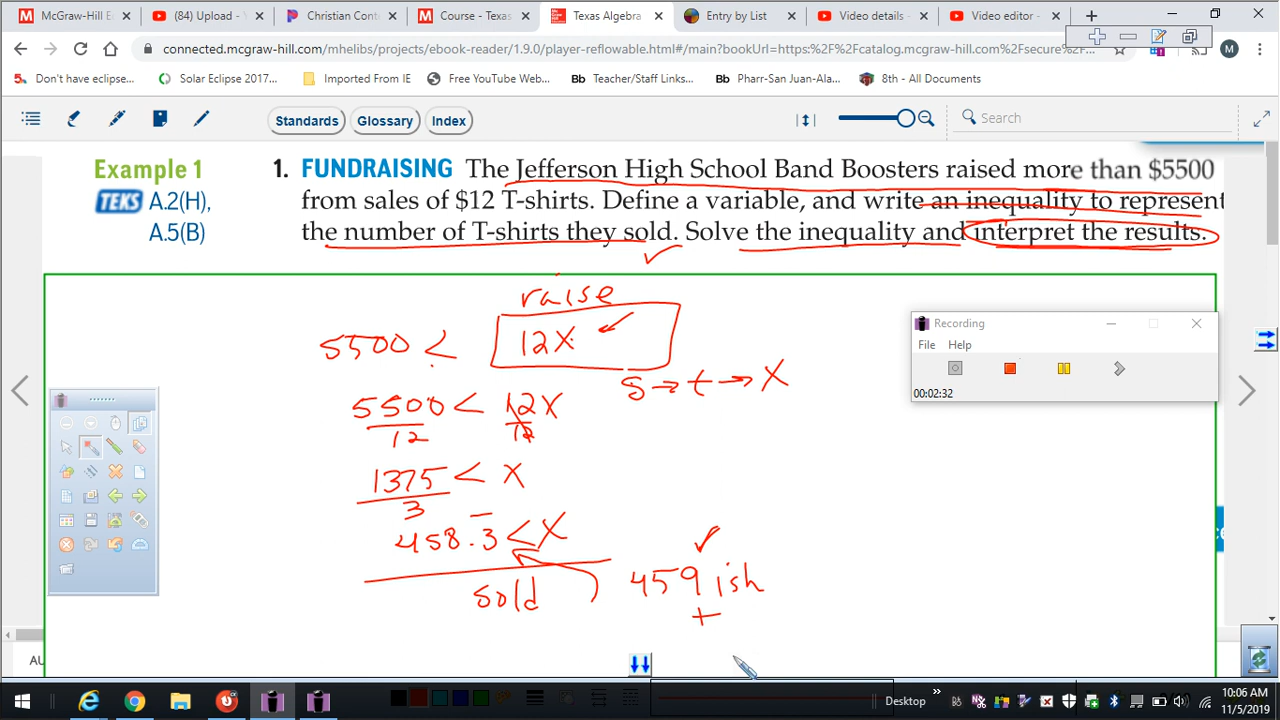 McGraw-Hill E
(84) Upload -
Christian Cont
Course - Texas
Texas Algebra
Entry by List
Video details
Video editor -
connected.mcgraw-hill.com/mhelibs/projects/ebook-reader/1.9.0/player-reflowable.html#/main?bookUrl=https:%2F%2Fcatalog.mcgraw-hill.com%2Fsecure
M
Don't have eclipse...
Solar Eclipse 2017...
Imported From IE
Free YouTube Web...
Bb Teacher/Staff Links...
Bb Pharr-San Juan-Ala...
8th - All Documents
Standards
Glossary
Index
Search
Example 1
TEKS A.2(H),
A.5(B)
1. FUNDRAISING The Jefferson High School Band Boosters raised more than $5500
from sales of $12 T-shirts. Define a variable, and write an inequality to represent
the number of T-shirts they sold. Solve the inequality and interpret the results.
raise
5500 < 12X
S → t → X
5500 < 12X
12 12
1375 < X
3
458.3̅ < X
sold
459 ish
+
Recording
File Help
00:02:32
AU
Desktop
10:06 AM
11/5/2019